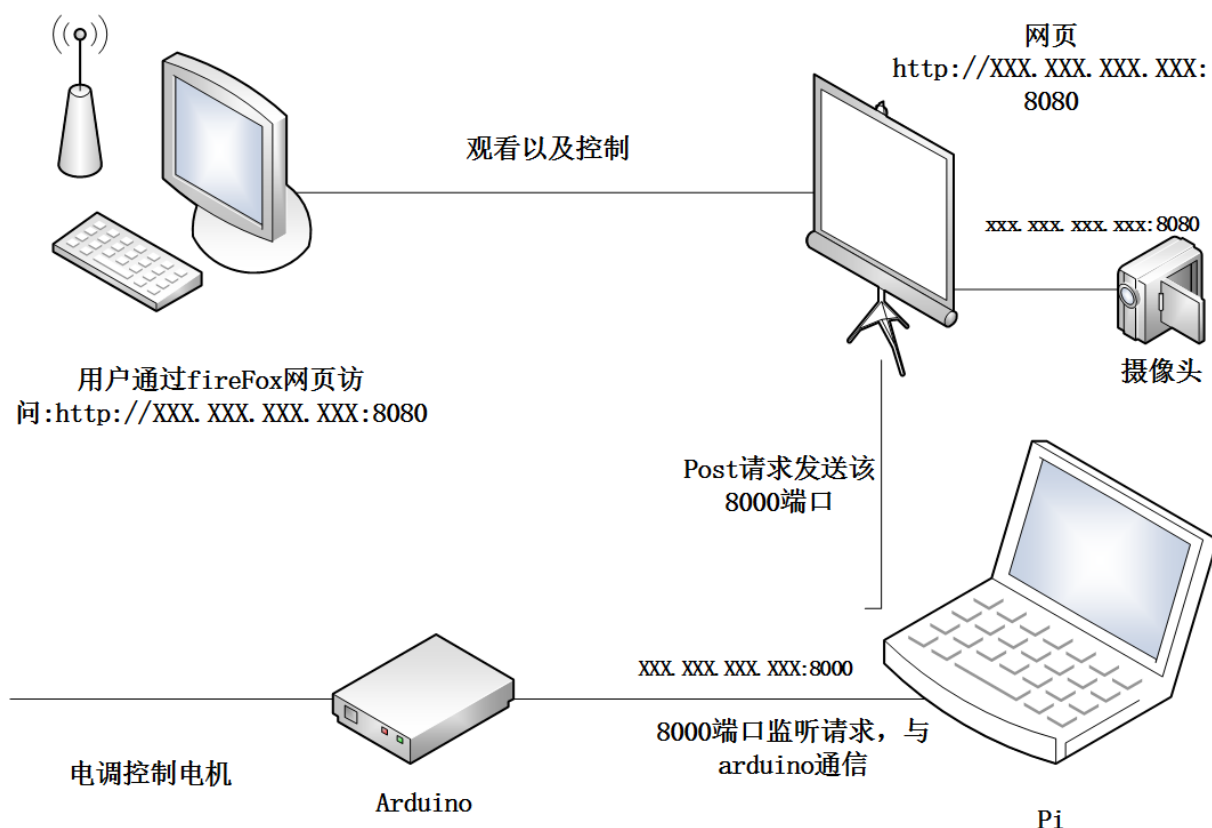 网页
http://XXX.XXX.XXX.XXX:
8080
观看以及控制
xxx.xxx.xxx.xxx:8080
摄像头
用户通过fireFox网页访
问:http://XXX.XXX.XXX.XXX:8080
Post请求发送该
8000端口
XXX.XXX.XXX.XXX:8000
8000端口监听请求，与
arduino通信
电调控制电机
Arduino
Pi